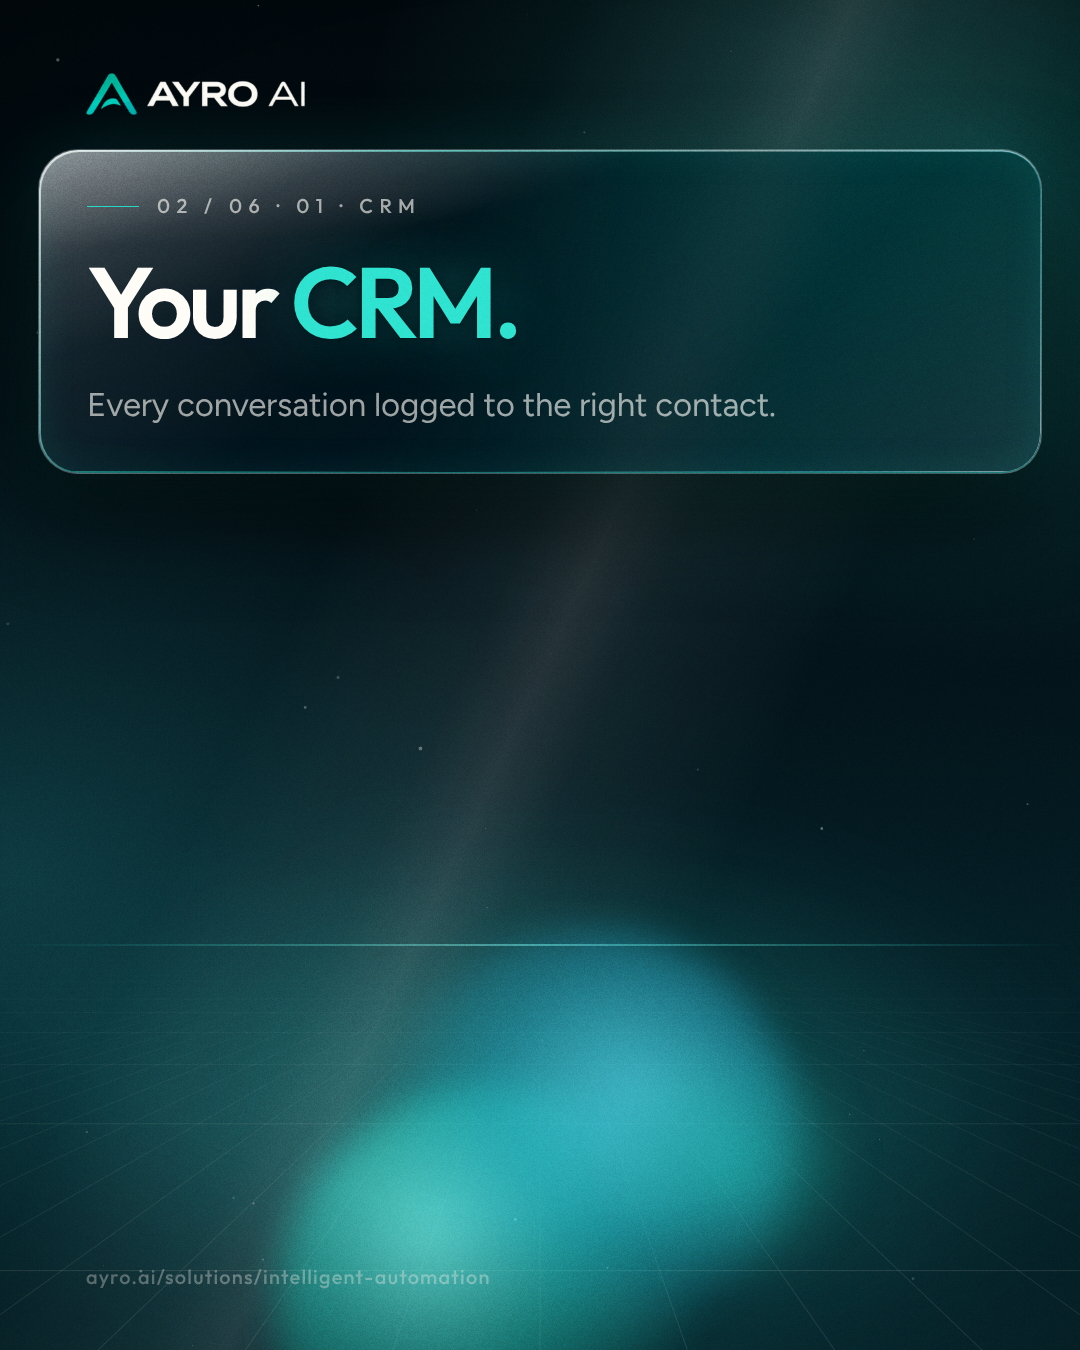 AYRO AI
02 / 06 · 01 · CRM
Your CRM.
Every conversation logged to the right contact.
ayro.ai/solutions/intelligent-automation